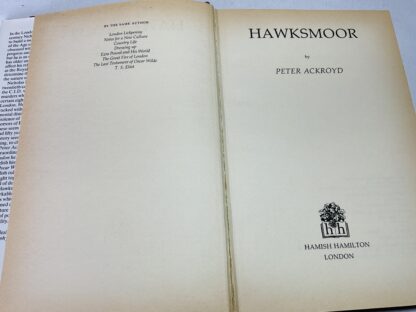 BY THE SAME AUTHOR
London Lickpenny
Notes for a New Culture
Country Life
Dressing up
Ezra Pound and His World
The Great Fire of London
The Last Testament of Oscar Wilde
T. S. Eliot
HAWKSMOOR
by
PETER ACKROYD
h h
HAMISH HAMILTON
LONDON